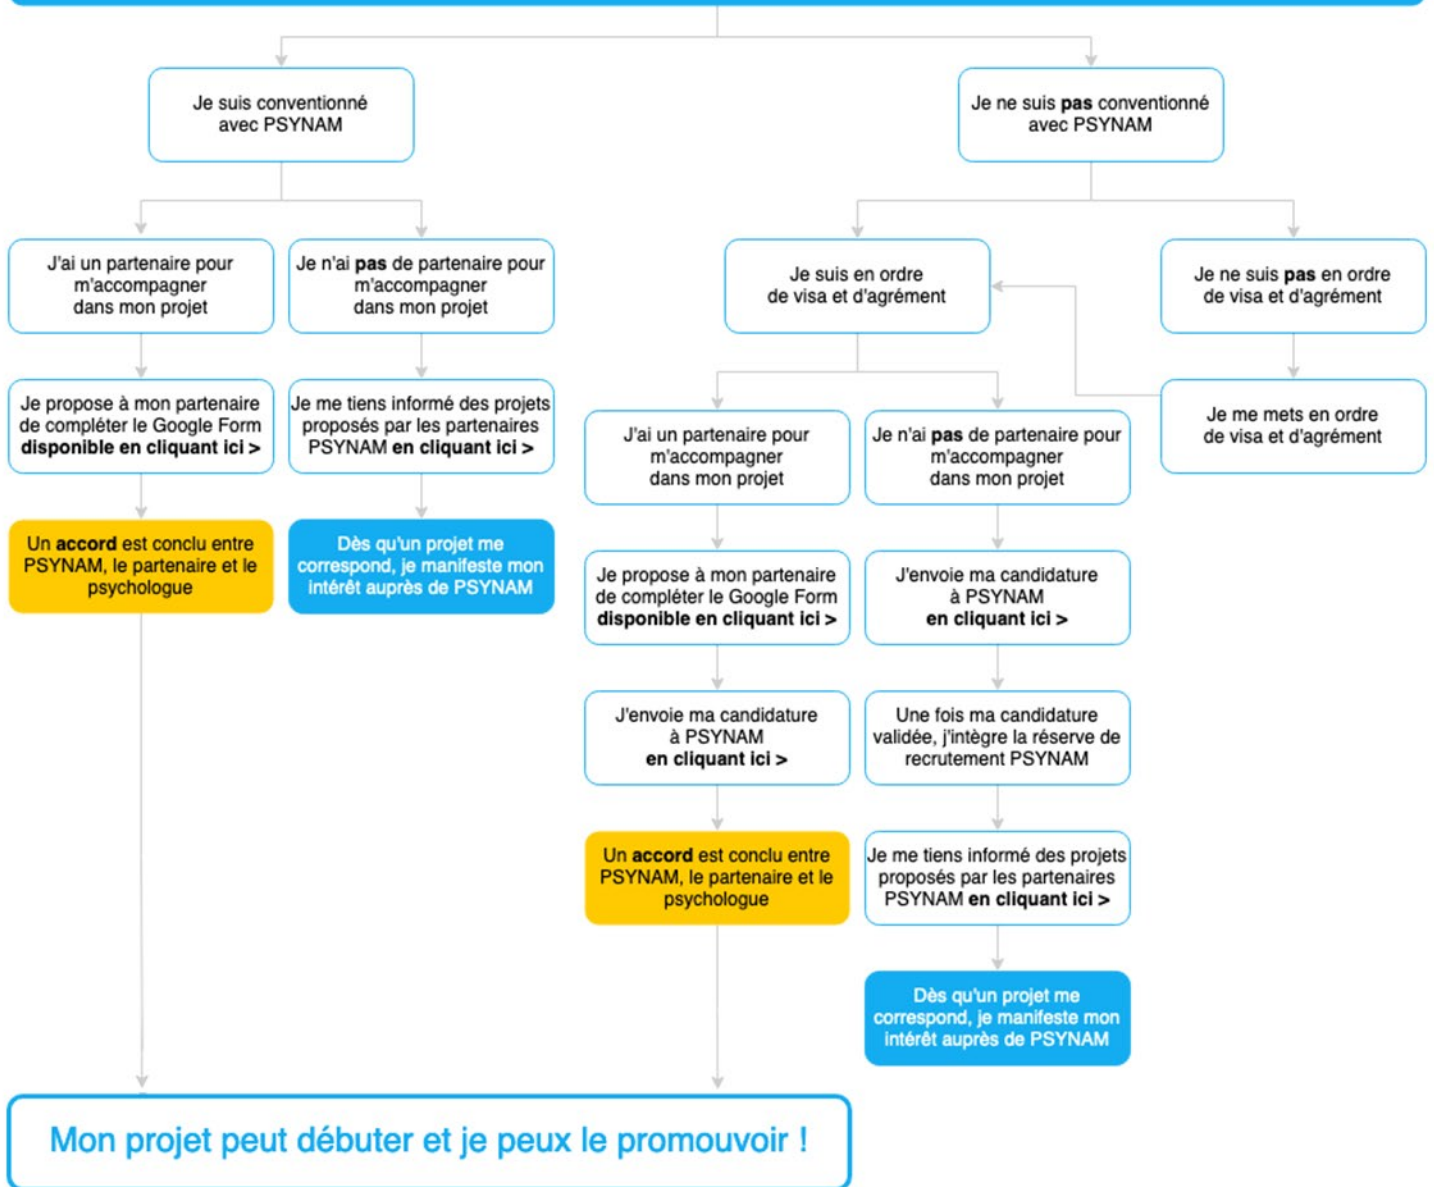 Je suis conventionné
avec PSYNAM
Je ne suis pas conventionné
avec PSYNAM
J'ai un partenaire pour
m'accompagner
dans mon projet
Je n'ai pas de partenaire pour
m'accompagner
dans mon projet
Je suis en ordre
de visa et d'agrément
Je ne suis pas en ordre
de visa et d'agrément
Je propose à mon partenaire
de compléter le Google Form
disponible en cliquant ici >
Je me tiens informé des projets
proposés par les partenaires
PSYNAM en cliquant ici >
J'ai un partenaire pour
m'accompagner
dans mon projet
Je n'ai pas de partenaire pour
m'accompagner
dans mon projet
Je me mets en ordre
de visa et d'agrément
Un accord est conclu entre
PSYNAM, le partenaire et le
psychologue
Dès qu'un projet me
correspond, je manifeste mon
intérêt auprès de PSYNAM
Je propose à mon partenaire
de compléter le Google Form
disponible en cliquant ici >
J'envoie ma candidature
à PSYNAM
en cliquant ici >
J'envoie ma candidature
à PSYNAM
en cliquant ici >
Une fois ma candidature
validée, j'intègre la réserve de
recrutement PSYNAM
Un accord est conclu entre
PSYNAM, le partenaire et le
psychologue
Je me tiens informé des projets
proposés par les partenaires
PSYNAM en cliquant ici >
Dès qu'un projet me
correspond, je manifeste mon
intérêt auprès de PSYNAM
Mon projet peut débuter et je peux le promouvoir !